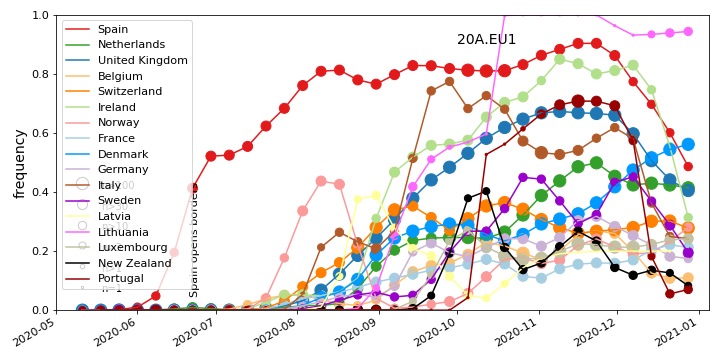 1.0
0.8
0.6
0.4
0.2
0.0
frequency
20A.EU1
Spain
Netherlands
United Kingdom
Belgium
Switzerland
Ireland
Norway
France
Denmark
Germany
Italy
Sweden
Latvia
Lithuania
Luxembourg
New Zealand
Portugal
Spain opens borders
2020-05
2020-06
2020-07
2020-08
2020-09
2020-10
2020-11
2020-12
2021-01